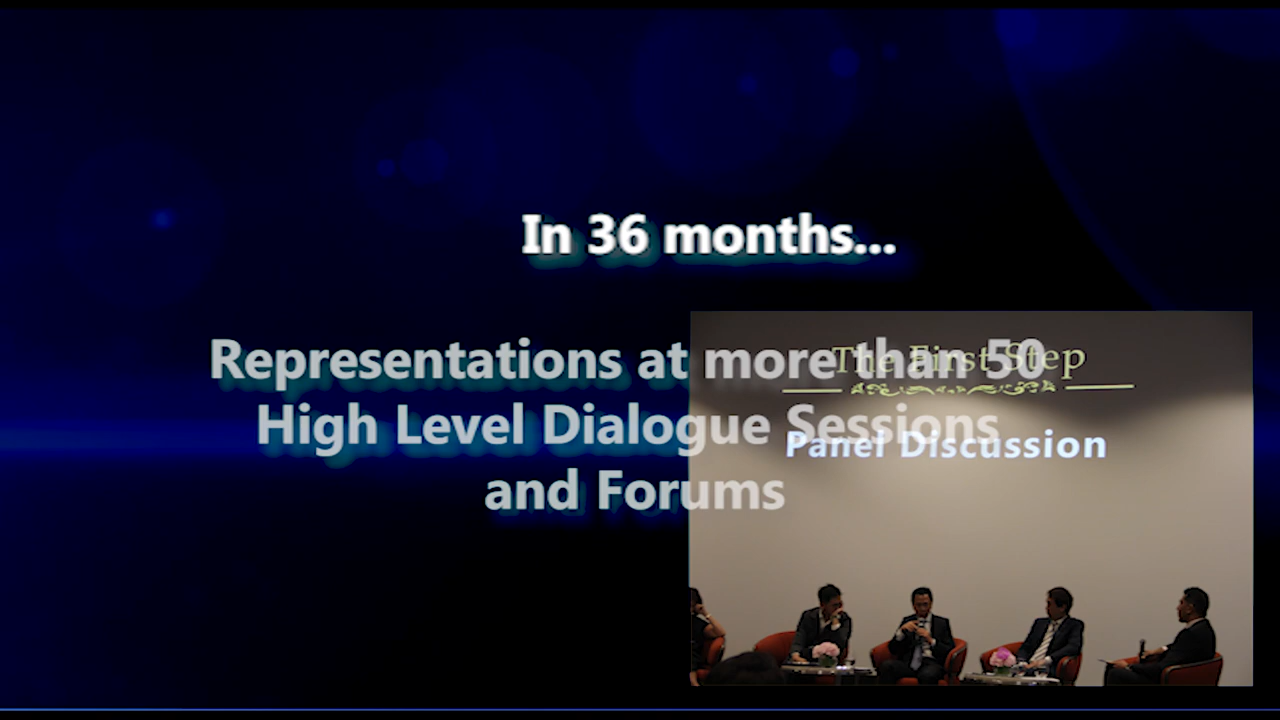 In 36 months...
Representations at more than 50
High Level Dialogue Sessions
and Forums
The First Step
Panel Discussion